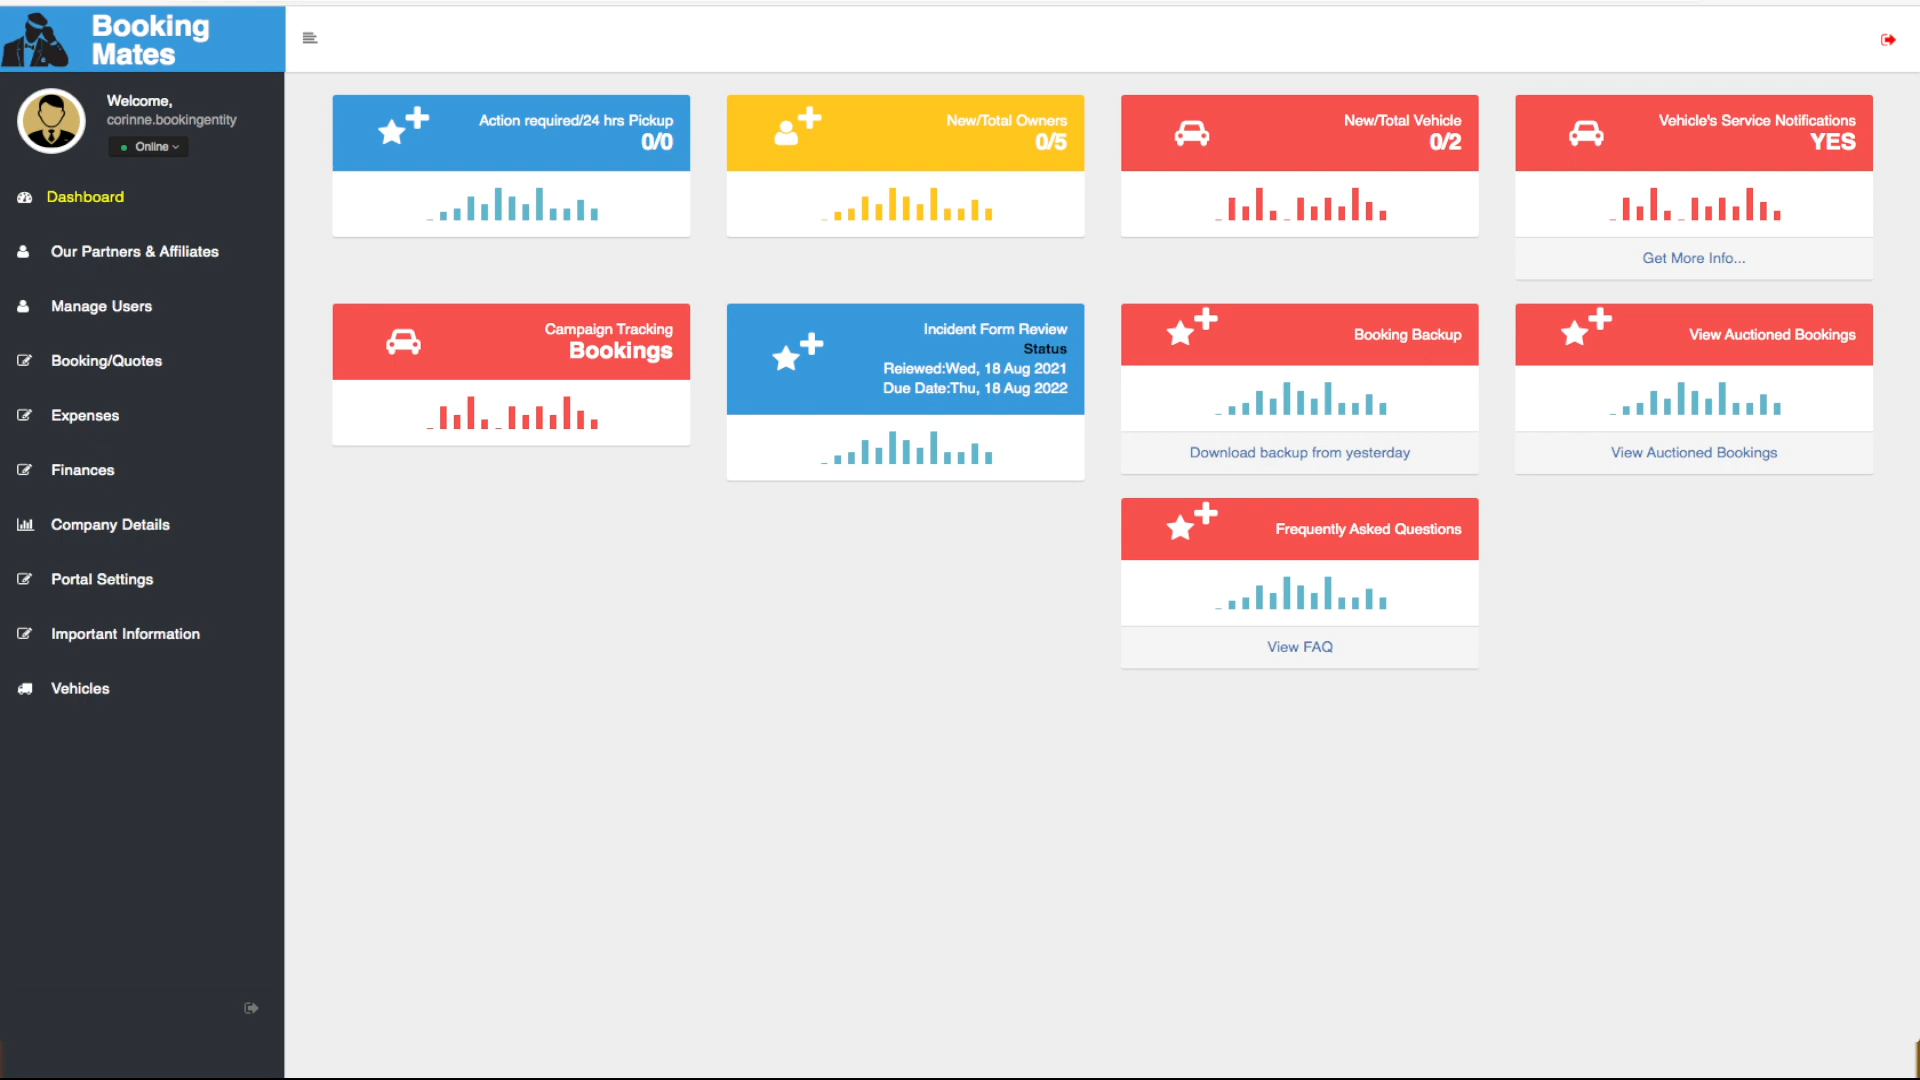 Booking
Mates
Welcome,
corinne.bookingentity
Online
Dashboard
Our Partners & Affiliates
Manage Users
Booking/Quotes
Expenses
Finances
Company Details
Portal Settings
Important Information
Vehicles
Action required/24 hrs Pickup
0/0
New/Total Owners
0/5
New/Total Vehicle
0/2
Vehicle's Service Notifications
YES
Get More Info...
Campaign Tracking
Bookings
Incident Form Review
Status
Reiewed:Wed, 18 Aug 2021
Due Date:Thu, 18 Aug 2022
Booking Backup
Download backup from yesterday
View Auctioned Bookings
View Auctioned Bookings
Frequently Asked Questions
View FAQ